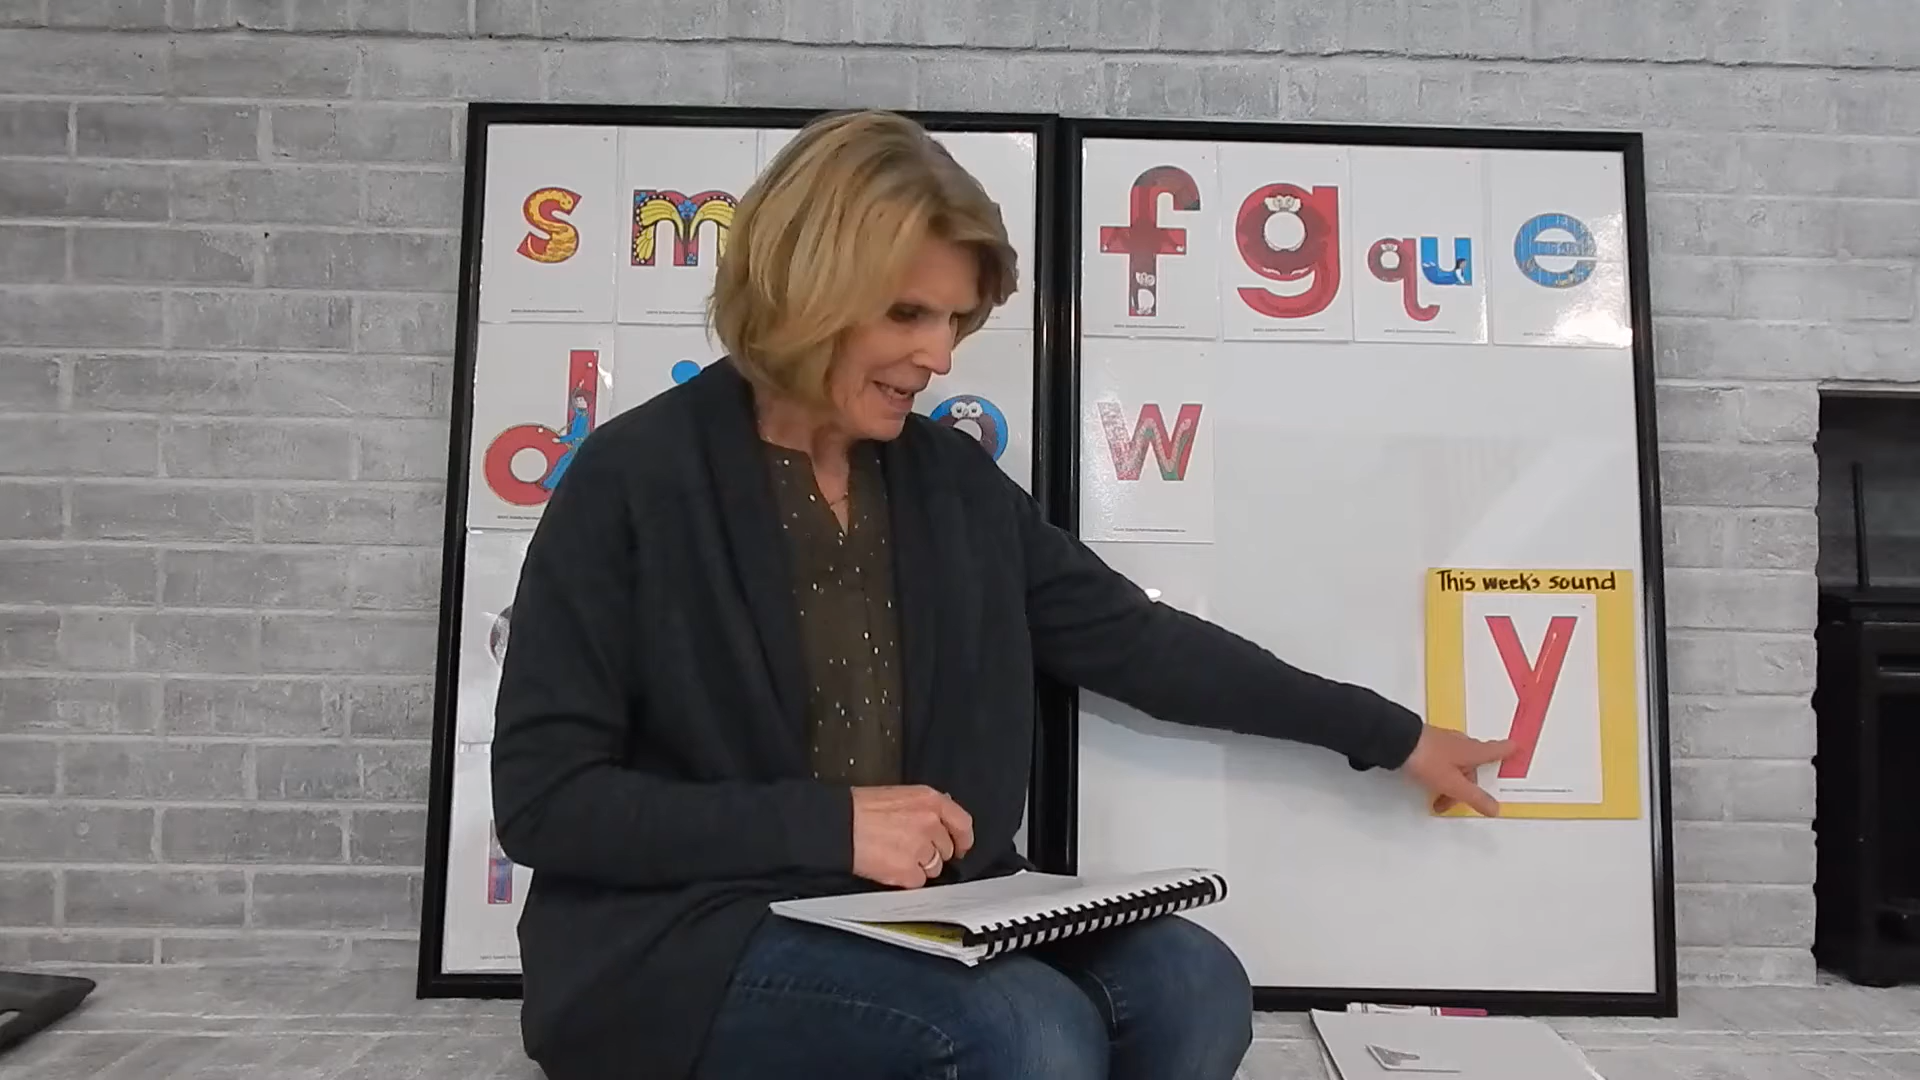 s m
f g qu e
d i o
w
This week's sound
y